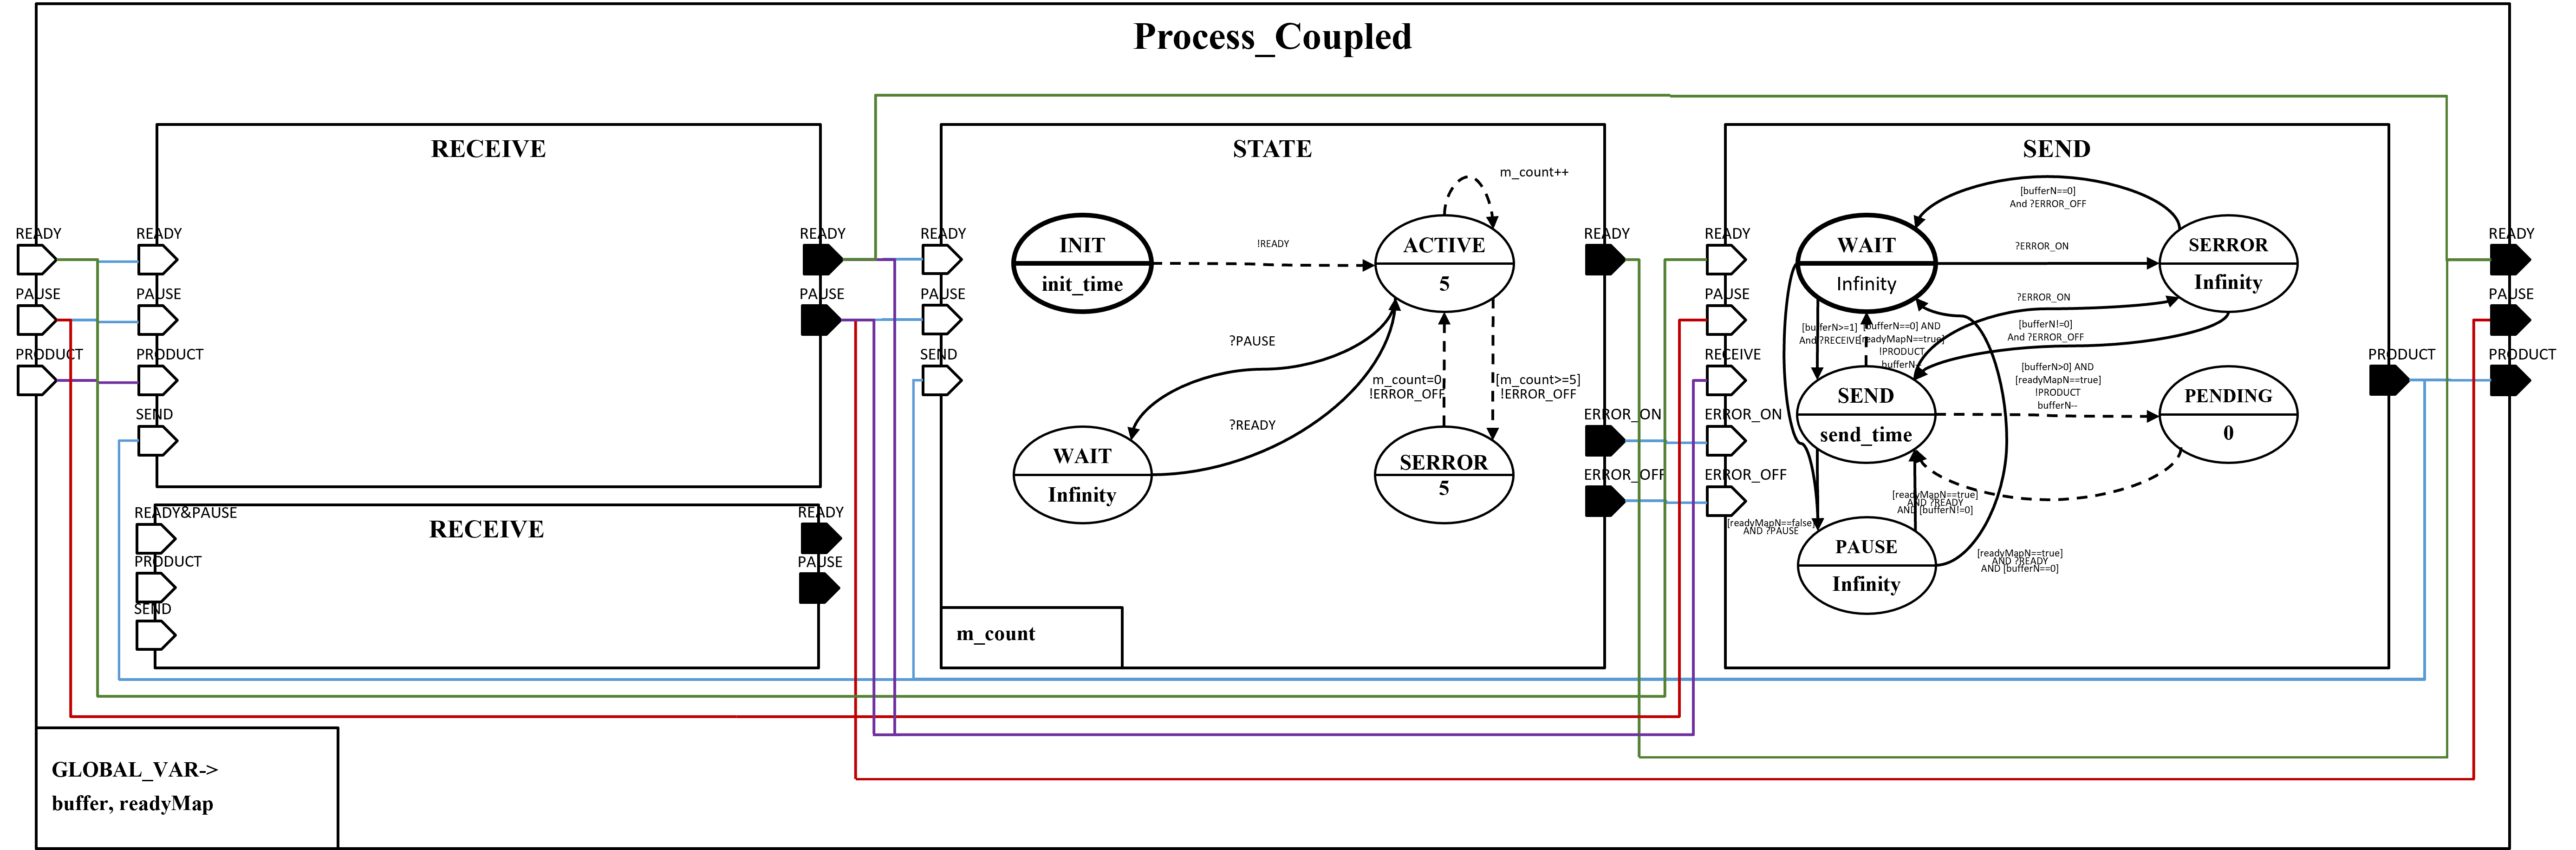 Process_Coupled
RECEIVE
READY
PAUSE
PRODUCT
READY
PAUSE
PRODUCT
SEND
READY
PAUSE
RECEIVE
READY&PAUSE
PRODUCT
SEND
READY
PAUSE
STATE
READY
PAUSE
SEND
m_count++
INIT
init_time
!READY
ACTIVE
5
?PAUSE
?READY
m_count=0
!ERROR_OFF
[m_count>=5]
!ERROR_OFF
WAIT
Infinity
SERROR
5
m_count
READY
ERROR_ON
ERROR_OFF
SEND
READY
PAUSE
RECEIVE
ERROR_ON
ERROR_OFF
[bufferN==0]
And ?ERROR_OFF
WAIT
Infinity
?ERROR_ON
SERROR
Infinity
?ERROR_ON
[bufferN!=0]
And ?ERROR_OFF
[bufferN>=1]
And ?RECEIVE
[bufferN==0] AND
[readyMapN==true]
!PRODUCT
bufferN--
SEND
send_time
[bufferN>0] AND
[readyMapN==true]
!PRODUCT
bufferN--
PENDING
0
[readyMapN==true]
AND ?READY
AND [bufferN!=0]
[readyMapN==false]
AND ?PAUSE
PAUSE
Infinity
[readyMapN==true]
AND ?READY
AND [bufferN==0]
PRODUCT
READY
PAUSE
PRODUCT
GLOBAL_VAR->
buffer, readyMap